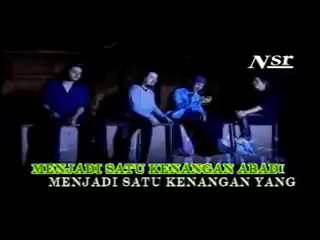 Nsr
MENJADI SATU KENANGAN ABADI
MENJADI SATU KENANGAN YANG